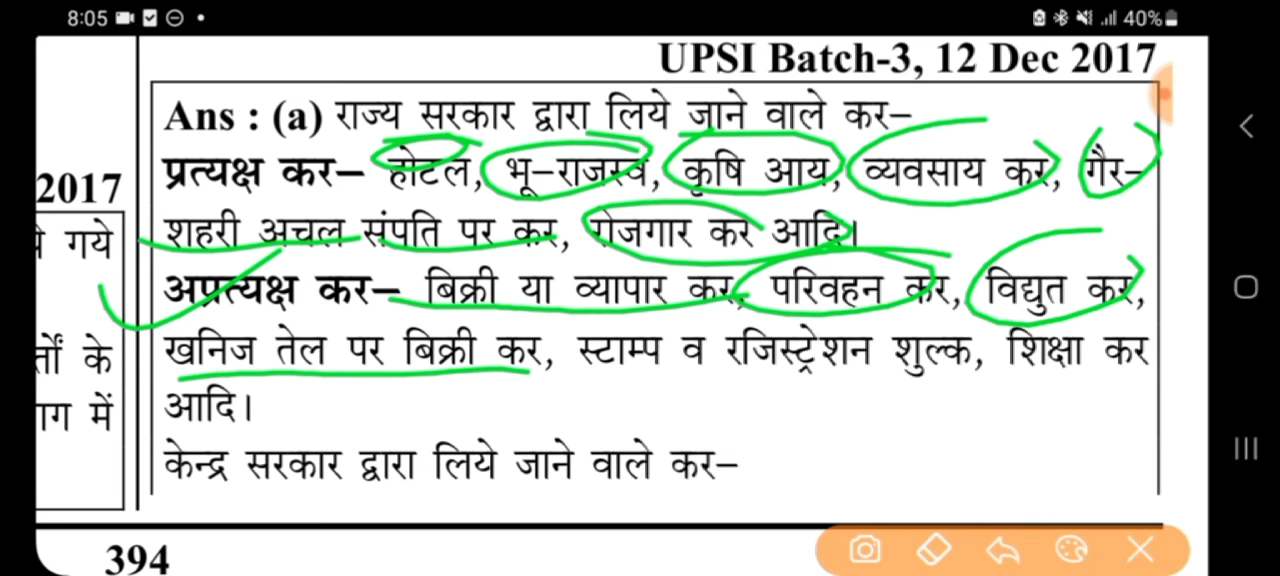 8:05
40%
UPSI Batch-3, 12 Dec 2017
Ans : (a) राज्य सरकार द्वारा लिये जाने वाले कर–
प्रत्यक्ष कर– होटल, भू–राजस्व, कृषि आय, व्यवसाय कर, गैर–
शहरी अचल संपति पर कर, रोजगार कर आदि।
अप्रत्यक्ष कर– बिक्री या व्यापार कर, परिवहन कर, विद्युत कर,
खनिज तेल पर बिक्री कर, स्टाम्प व रजिस्ट्रेशन शुल्क, शिक्षा कर
आदि।
केन्द्र सरकार द्वारा लिये जाने वाले कर–
2017
गये
के
में
394